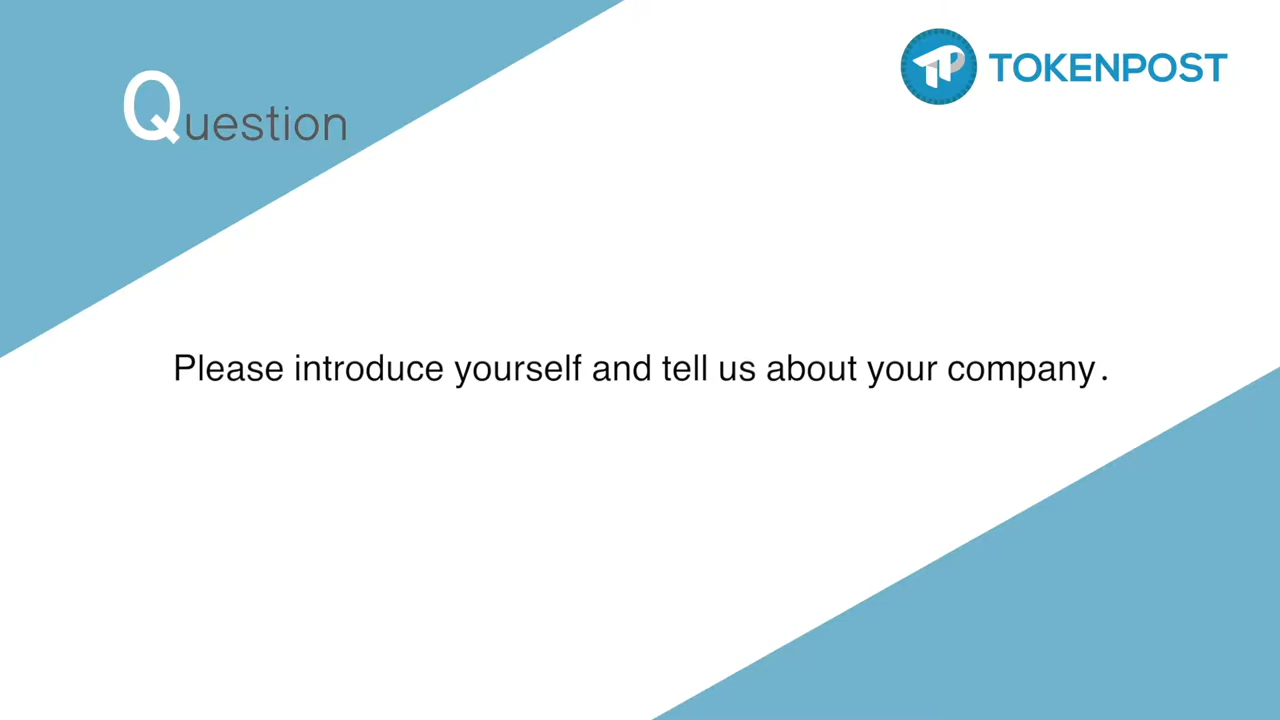 Question
TOKENPOST
Please introduce yourself and tell us about your company.